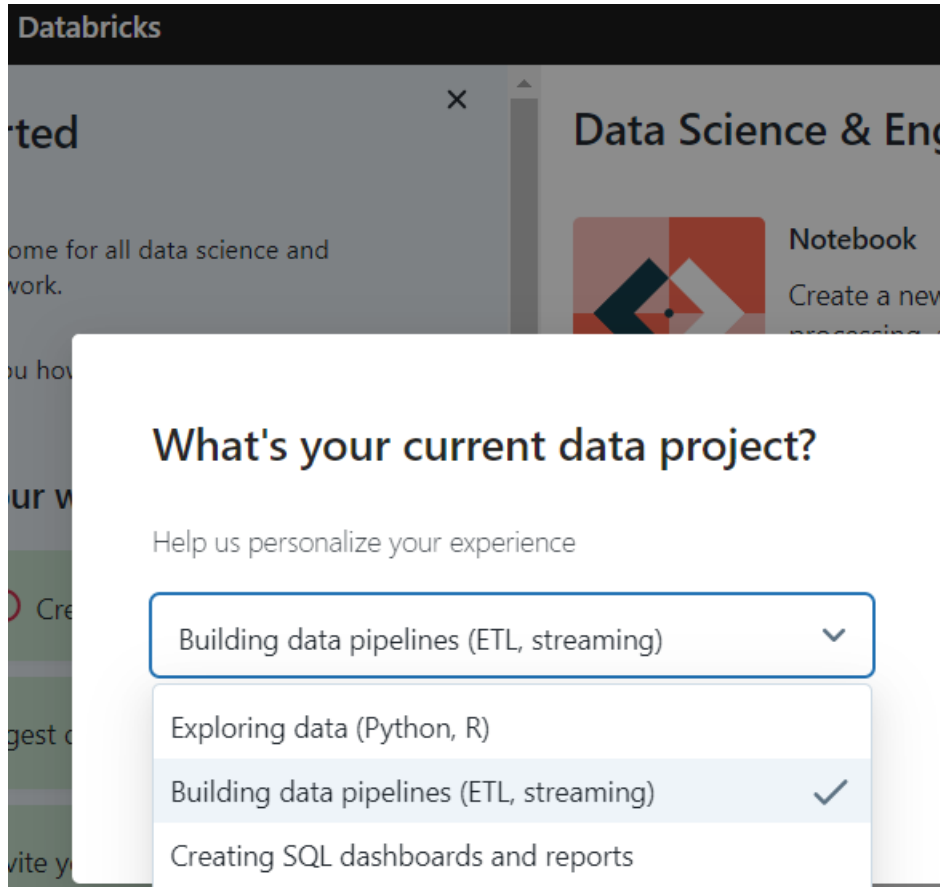 Databricks
rted
Data Science & Eng
ome for all data science and
work.
Notebook
Create a new
ou how
What's your current data project?
Help us personalize your experience
our w
Cre
Building data pipelines (ETL, streaming)
gest
Exploring data (Python, R)
Building data pipelines (ETL, streaming)
Creating SQL dashboards and reports
vite y